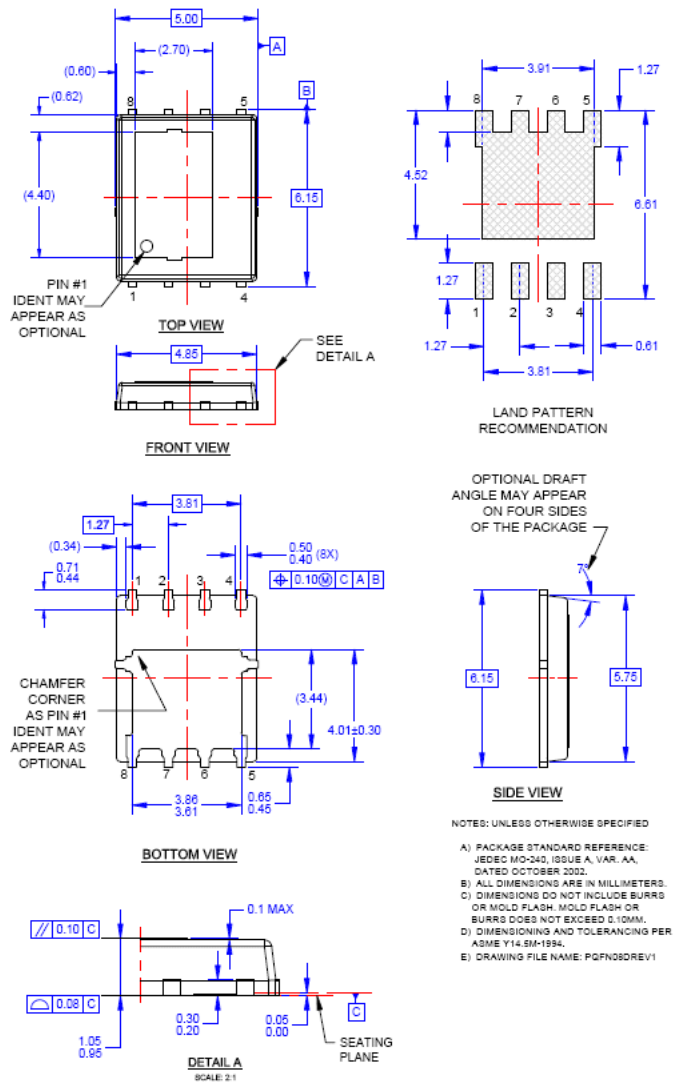 5.00
(2.70)
A
(0.60)
(0.62)
8
5
B
(4.40)
6.15
PIN #1
IDENT MAY
APPEAR AS
OPTIONAL
1
4
TOP VIEW
SEE
DETAIL A
4.85
FRONT VIEW
3.91
1.27
8
7
6
5
4.52
6.61
1.27
1
2
3
4
1.27
0.61
3.81
LAND PATTERN
RECOMMENDATION
3.81
1.27
(0.34)
0.50
0.40 (8X)
0.71
0.44
1
2
3
4
⌖ 0.10Ⓜ C A B
CHAMFER
CORNER
AS PIN #1
IDENT MAY
APPEAR AS
OPTIONAL
(3.44)
4.01±0.30
8
7
6
5
3.86
3.61
0.65
0.45
BOTTOM VIEW
OPTIONAL DRAFT
ANGLE MAY APPEAR
ON FOUR SIDES
OF THE PACKAGE
7°
6.15
5.75
SIDE VIEW
NOTES: UNLESS OTHERWISE SPECIFIED
A) PACKAGE STANDARD REFERENCE:
JEDEC MO-240, ISSUE A, VAR. AA,
DATED OCTOBER 2002.
B) ALL DIMENSIONS ARE IN MILLIMETERS.
C) DIMENSIONS DO NOT INCLUDE BURRS
OR MOLD FLASH. MOLD FLASH OR
BURRS DOES NOT EXCEED 0.10MM.
D) DIMENSIONING AND TOLERANCING PER
ASME Y14.5M-1994.
E) DRAWING FILE NAME: PQFN08DREV1
// 0.10 C
0.1 MAX
⌓ 0.08 C
1.05
0.95
0.30
0.20
0.05
0.00
C
SEATING
PLANE
DETAIL A
SCALE: 2:1